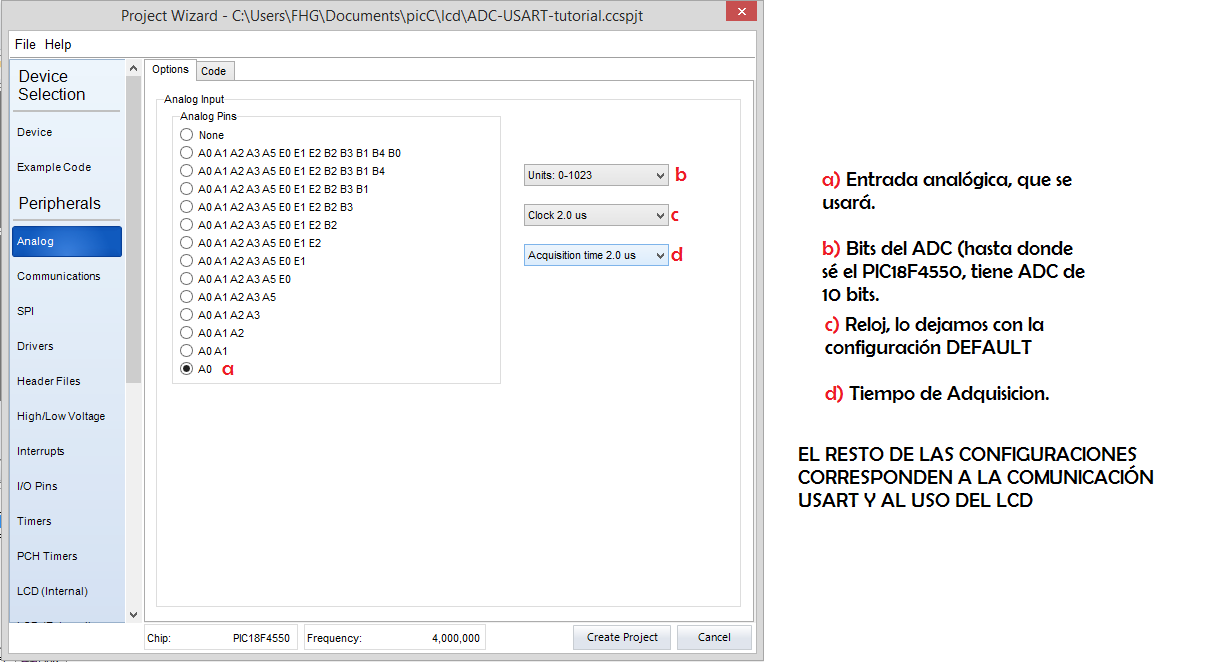 Project Wizard - C:\Users\FHG\Documents\picC\lcd\ADC-USART-tutorial.ccspjt
File Help
Device
Selection
Device
Example Code
Peripherals
Analog
Communications
SPI
Drivers
Header Files
High/Low Voltage
Interrupts
I/O Pins
Timers
PCH Timers
LCD (Internal)
Options Code
Analog Input
Analog Pins
None
A0 A1 A2 A3 A5 E0 E1 E2 B2 B3 B1 B4 B0
A0 A1 A2 A3 A5 E0 E1 E2 B2 B3 B1 B4
A0 A1 A2 A3 A5 E0 E1 E2 B2 B3 B1
A0 A1 A2 A3 A5 E0 E1 E2 B2 B3
A0 A1 A2 A3 A5 E0 E1 E2 B2
A0 A1 A2 A3 A5 E0 E1 E2
A0 A1 A2 A3 A5 E0 E1
A0 A1 A2 A3 A5 E0
A0 A1 A2 A3 A5
A0 A1 A2 A3
A0 A1 A2
A0 A1
A0 a
Units: 0-1023 b
Clock 2.0 us c
Acquisition time 2.0 us d
Chip: PIC18F4550 Frequency: 4,000,000 Create Project Cancel
a) Entrada analógica, que se
usará.
b) Bits del ADC (hasta donde
sé el PIC18F4550, tiene ADC de
10 bits.
c) Reloj, lo dejamos con la
configuración DEFAULT
d) Tiempo de Adquisicion.
EL RESTO DE LAS CONFIGURACIONES
CORRESPONDEN A LA COMUNICACIÓN
USART Y AL USO DEL LCD